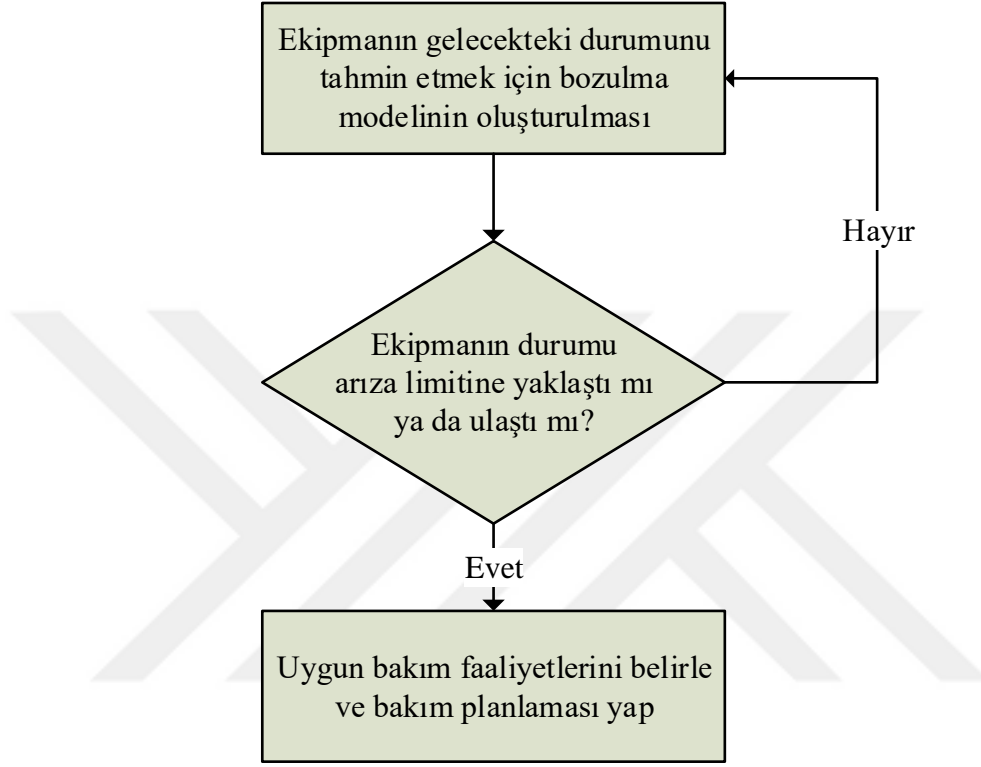 Ekipmanın gelecekteki durumunu
tahmin etmek için bozulma
modelinin oluşturulması
Hayır
Ekipmanın durumu
arıza limitine yaklaştı mı
ya da ulaştı mı?
Evet
Uygun bakım faaliyetlerini belirle
ve bakım planlaması yap